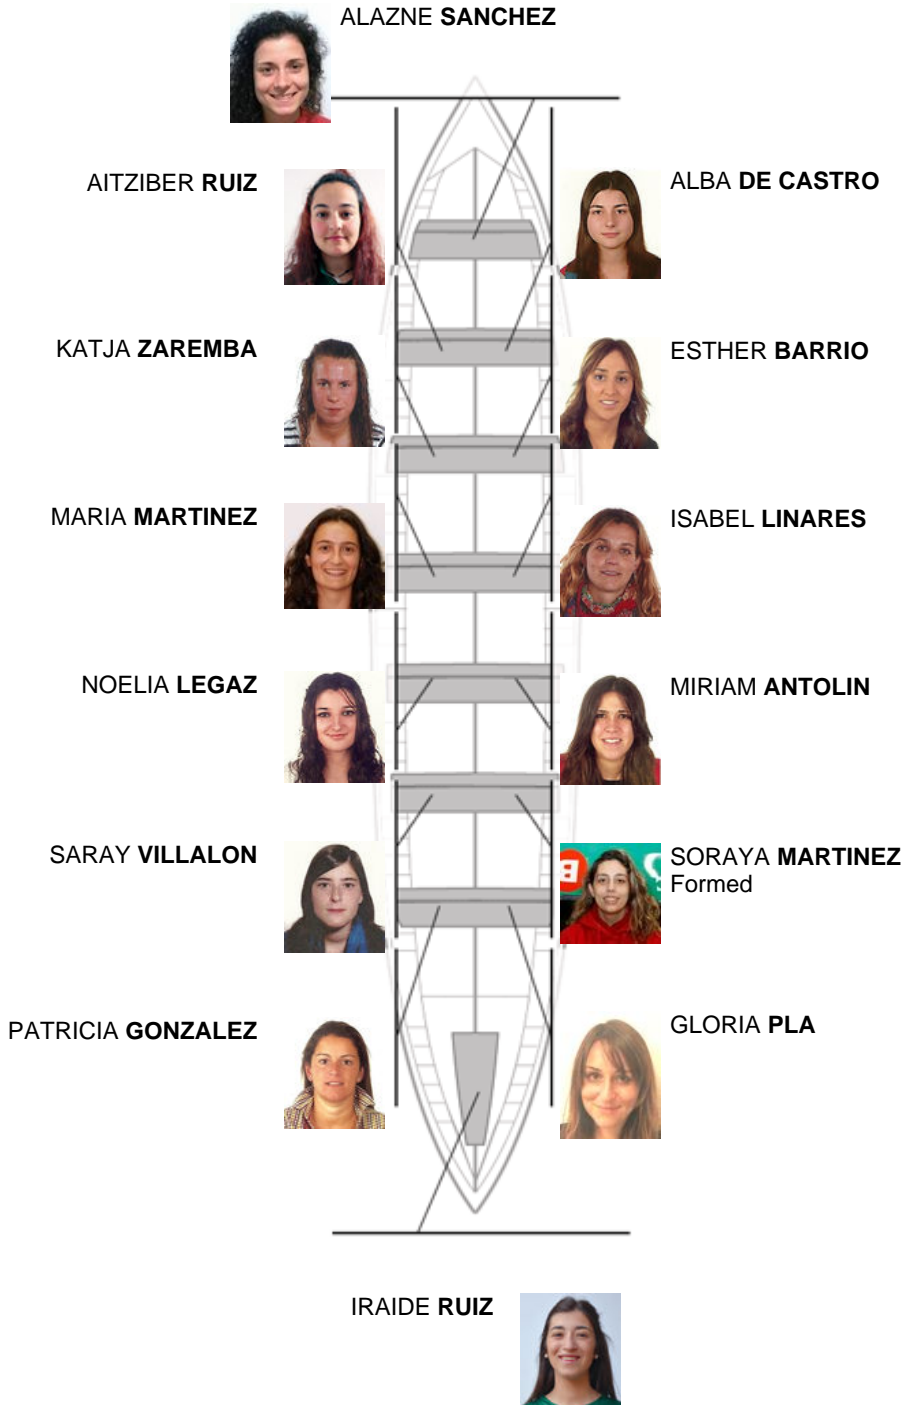 ALAZNE SANCHEZ
AITZIBER RUIZ
ALBA DE CASTRO
KATJA ZAREMBA
ESTHER BARRIO
MARIA MARTINEZ
ISABEL LINARES
NOELIA LEGAZ
MIRIAM ANTOLIN
SARAY VILLALON
SORAYA MARTINEZ
Formed
PATRICIA GONZALEZ
GLORIA PLA
IRAIDE RUIZ